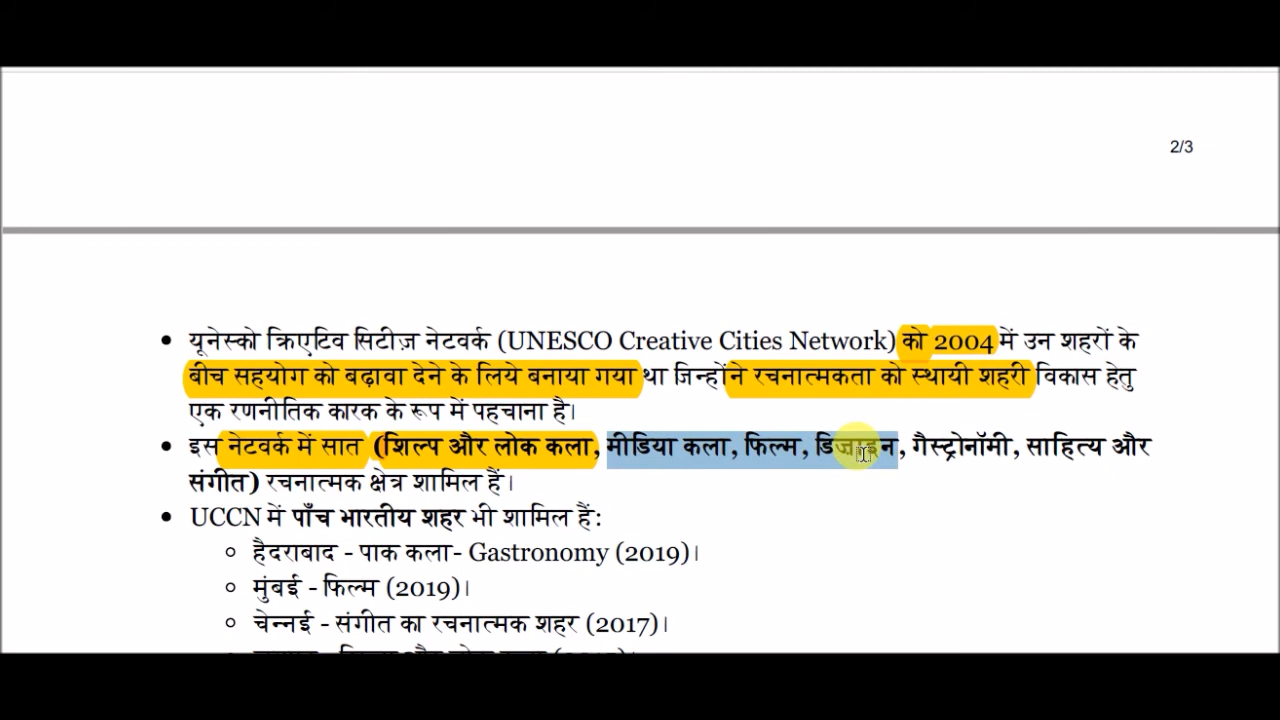 2/3
यूनेस्को क्रिएटिव सिटीज़ नेटवर्क (UNESCO Creative Cities Network) को 2004 में उन शहरों के
बीच सहयोग को बढ़ावा देने के लिये बनाया गया था जिन्होंने रचनात्मकता को स्थायी शहरी विकास हेतु
एक रणनीतिक कारक के रूप में पहचाना है।
इस नेटवर्क में सात (शिल्प और लोक कला, मीडिया कला, फिल्म, डिजाइन, गैस्ट्रोनॉमी, साहित्य और
संगीत) रचनात्मक क्षेत्र शामिल हैं।
UCCN में पाँच भारतीय शहर भी शामिल हैं:
हैदराबाद - पाक कला- Gastronomy (2019)।
मुंबई - फिल्म (2019)।
चेन्नई - संगीत का रचनात्मक शहर (2017)।